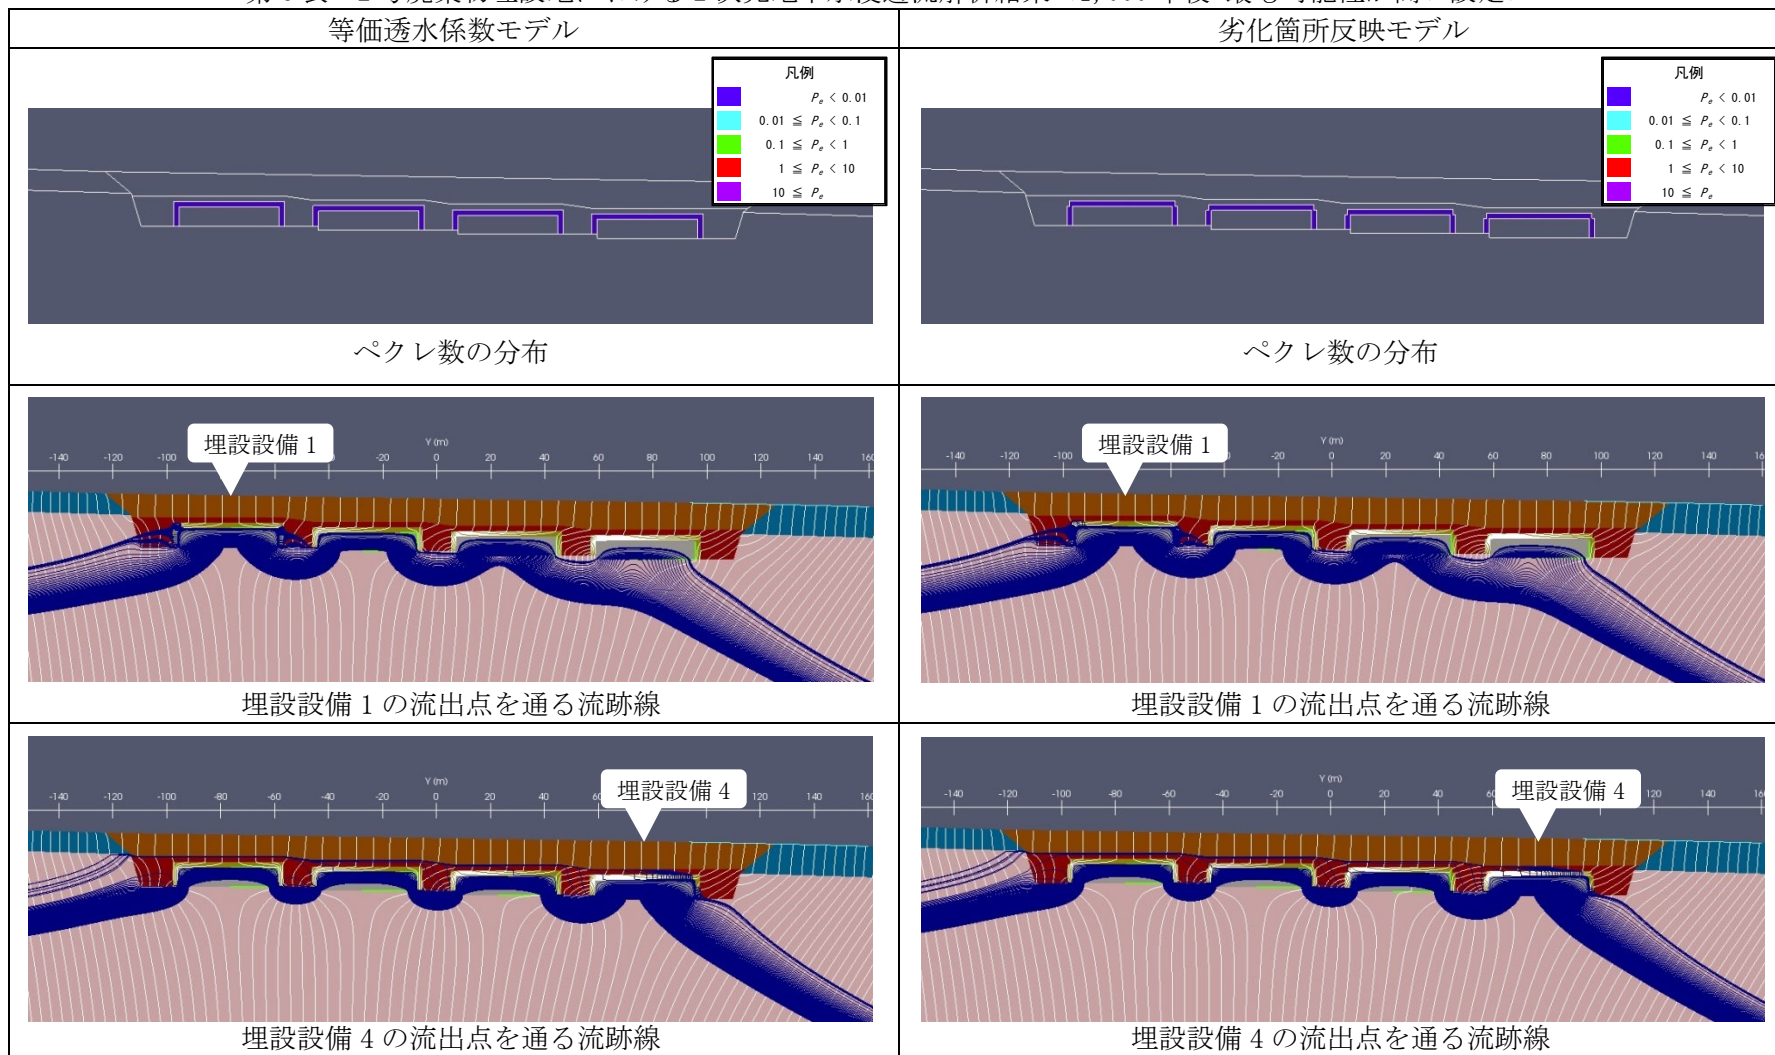 等価透水係数モデル
劣化箇所反映モデル
凡例
Pe < 0.01
0.01 ≦ Pe < 0.1
0.1 ≦ Pe < 1
1 ≦ Pe < 10
10 ≦ Pe
凡例
Pe < 0.01
0.01 ≦ Pe < 0.1
0.1 ≦ Pe < 1
1 ≦ Pe < 10
10 ≦ Pe
ペクレ数の分布
ペクレ数の分布
埋設設備 1
Y (m)
-140 -120 -100 -20 0 20 40 60 80 100 120 140 160
埋設設備 1
Y (m)
-140 -120 -100 -20 0 20 40 60 80 100 120 140
埋設設備 1 の流出点を通る流跡線
埋設設備 1 の流出点を通る流跡線
Y (m)
埋設設備 4
-140 -120 -100 -80 -60 -40 -20 0 20 40 120 140 160
Y (m)
埋設設備 4
-140 -120 -100 -80 -60 -40 -20 0 20 40 120 140
埋設設備 4 の流出点を通る流跡線
埋設設備 4 の流出点を通る流跡線